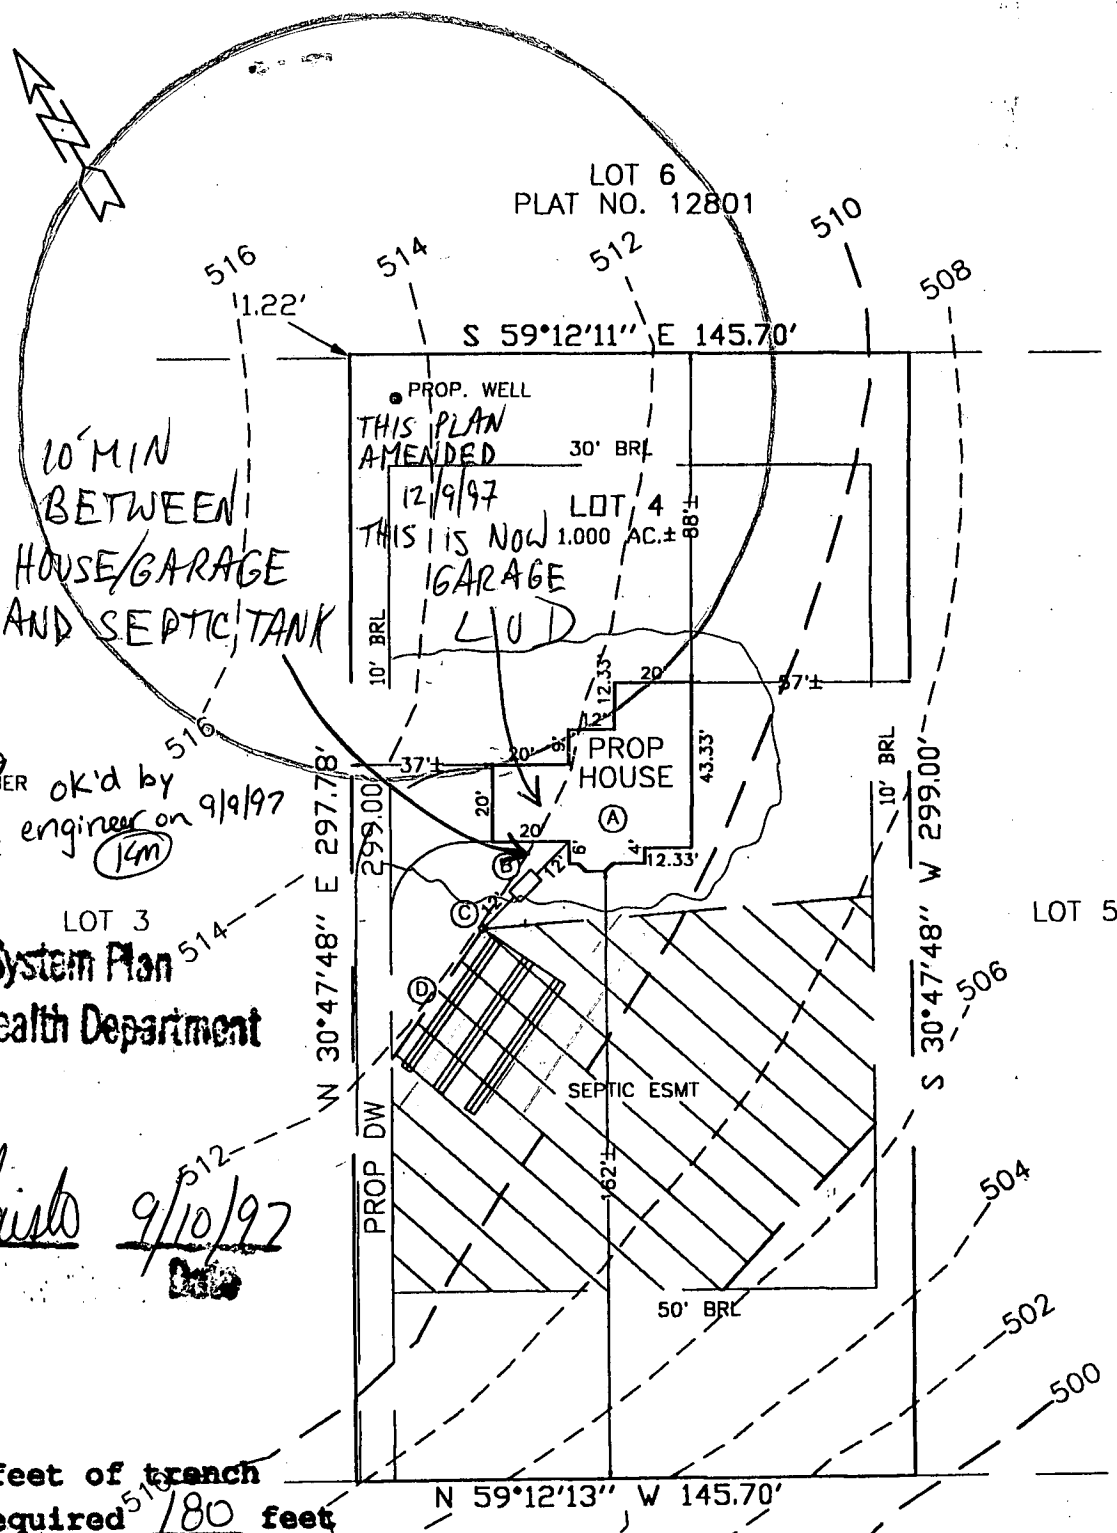 LOT 6
PLAT NO. 12801
510
516
514
512
508
1.22'
S 59°12'11" E 145.70'
PROP. WELL
THIS PLAN
AMENDED
12/9/97
THIS IS NOW
GARAGE
LUD
30' BRL
LOT 4
1.000 AC.±
88'±
10' MIN
BETWEEN
HOUSE/GARAGE
AND SEPTIC TANK
10' BRL
12.33'
20'
57'±
516
12'
9'
20'
37'±
PROP
HOUSE
A
43.33'
10' BRL
20'
20'
6'
4'
12.33'
ok'd by
engineer on 9/9/97
KM
N 30°47'48" E 297.78'
299.00'
S 30°47'48" W 299.00'
B
12'
12'
C
D
LOT 3
514
LOT 5
System Plan
Health Department
506
SEPTIC ESMT
162'±
PROP DW
512
504
9/10/97
Date
50' BRL
502
500
feet of trench
510
required 180 feet
N 59°12'13" W 145.70'